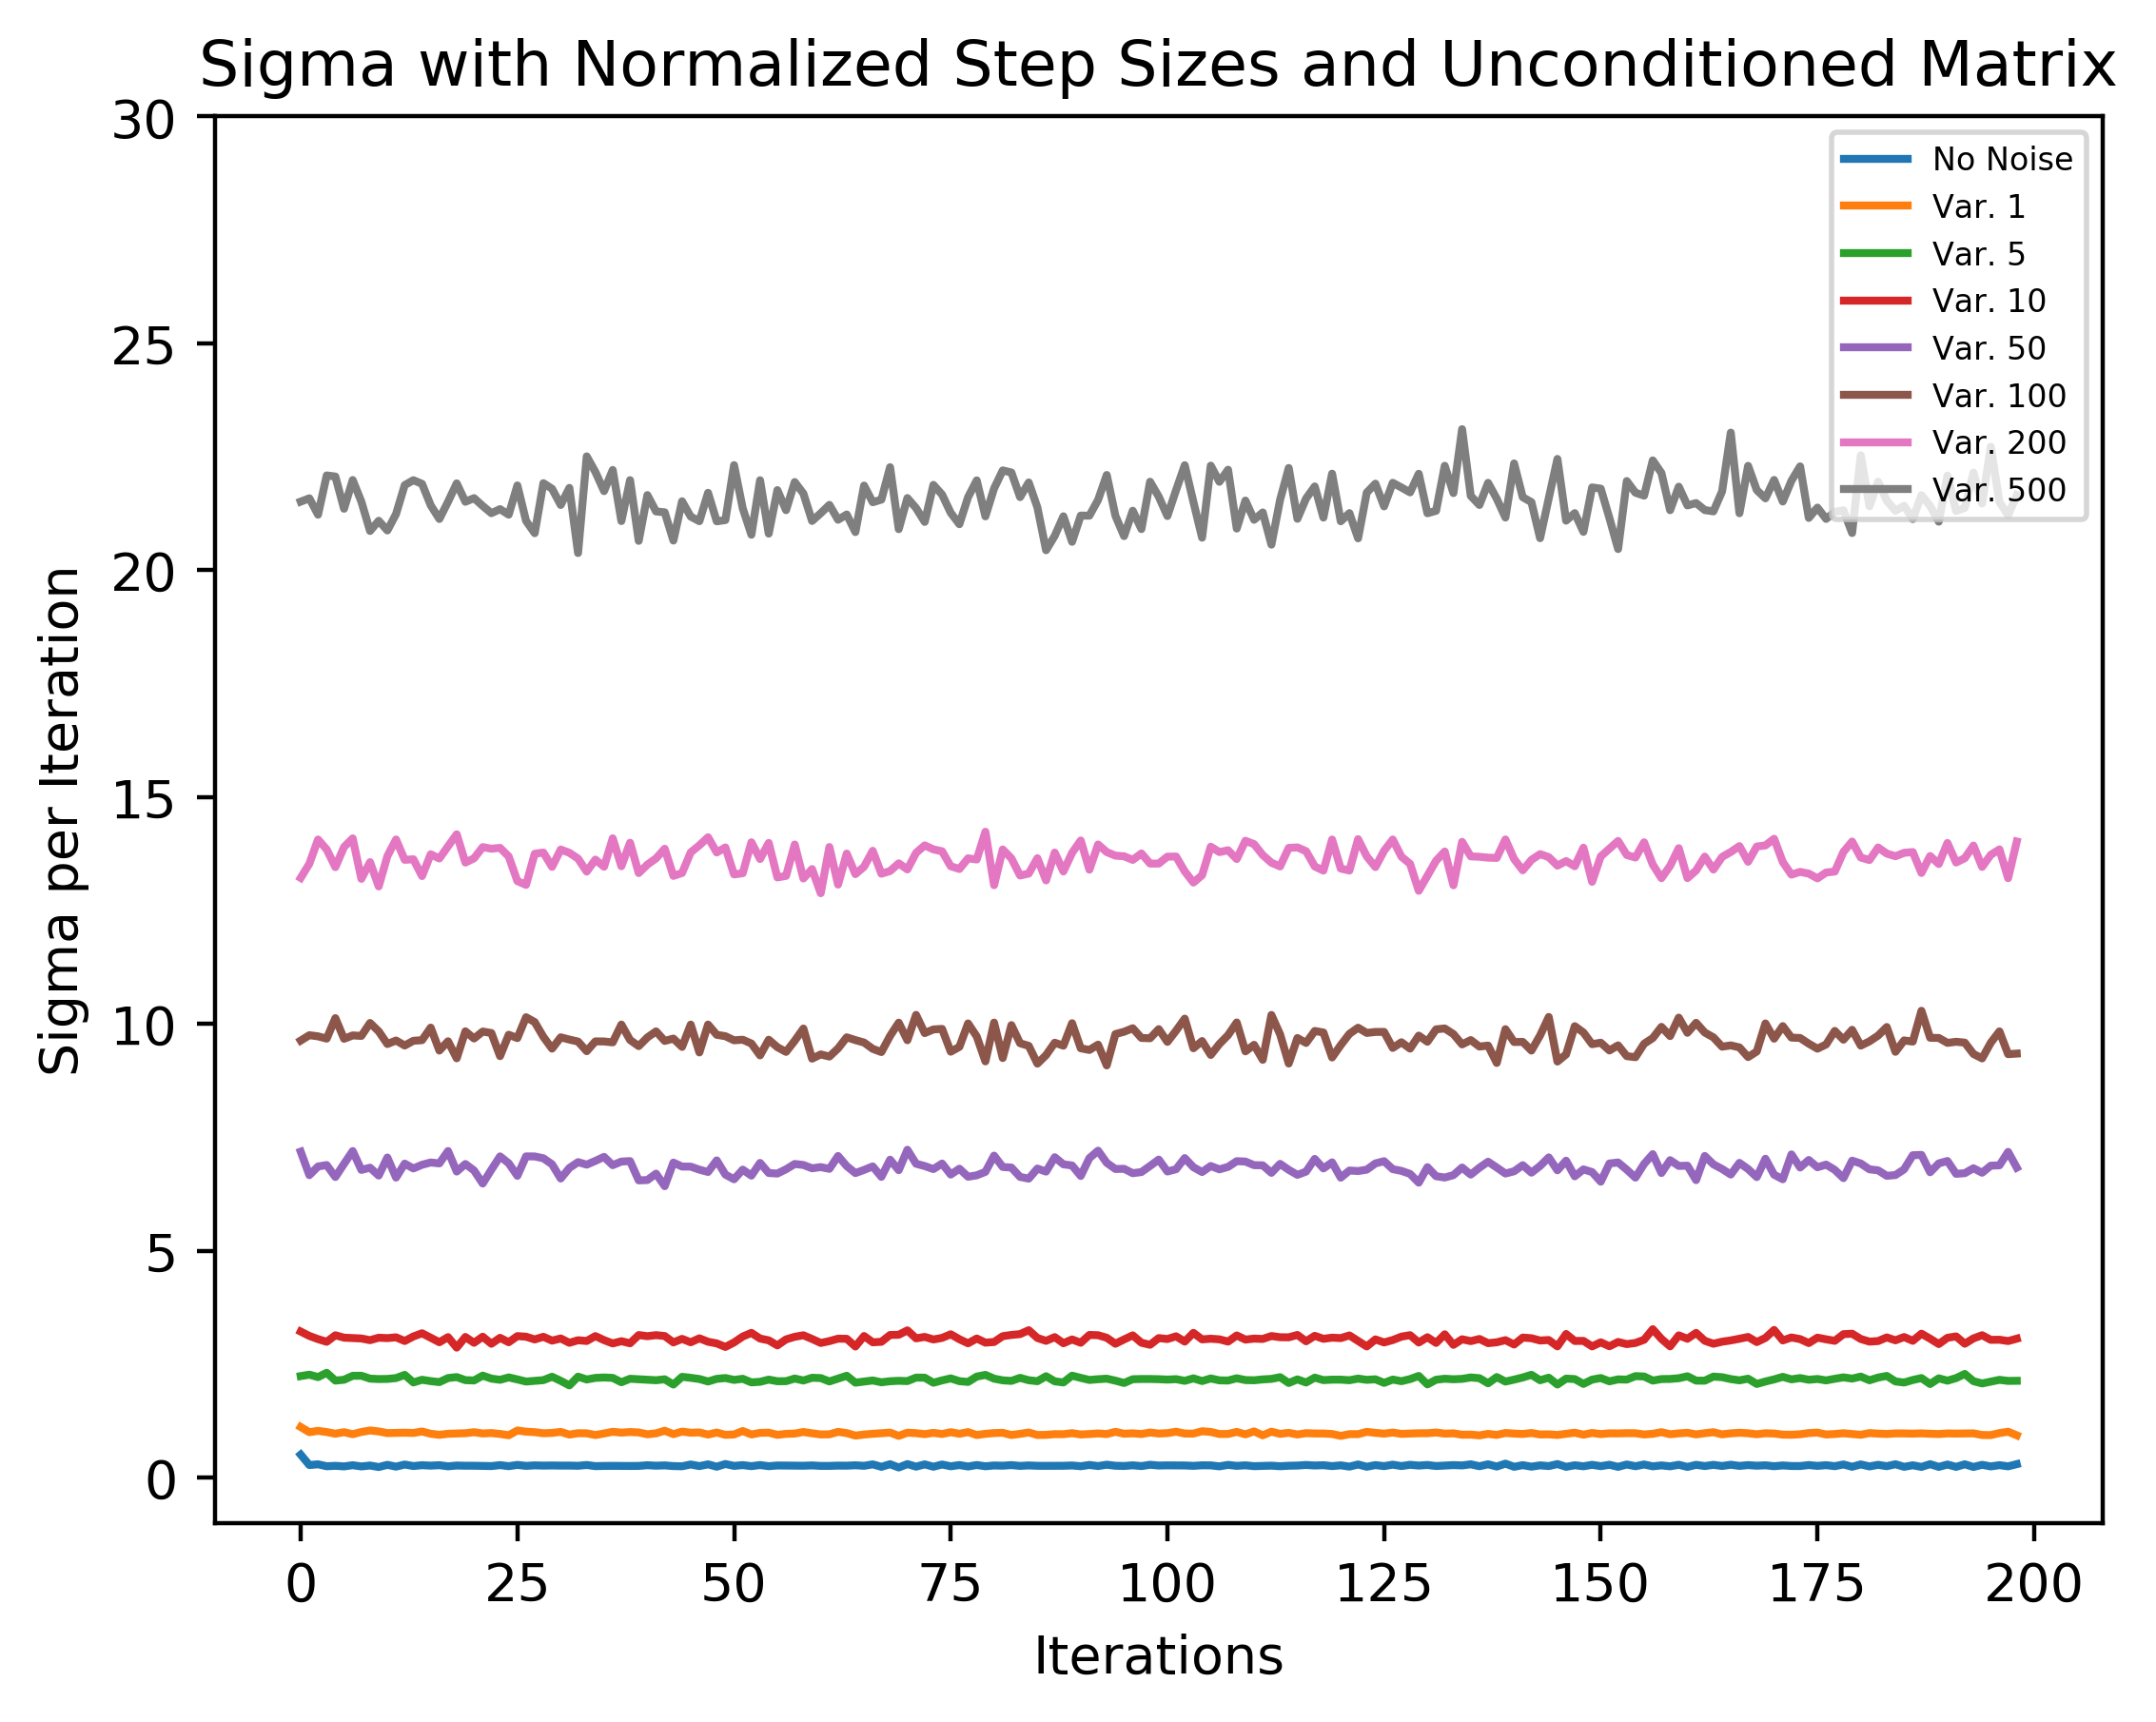 Sigma with Normalized Step Sizes and Unconditioned Matrix
30
25
20
15
10
5
0
Sigma per Iteration
No Noise
Var. 1
Var. 5
Var. 10
Var. 50
Var. 100
Var. 200
Var. 500
0 25 50 75 100 125 150 175 200
Iterations